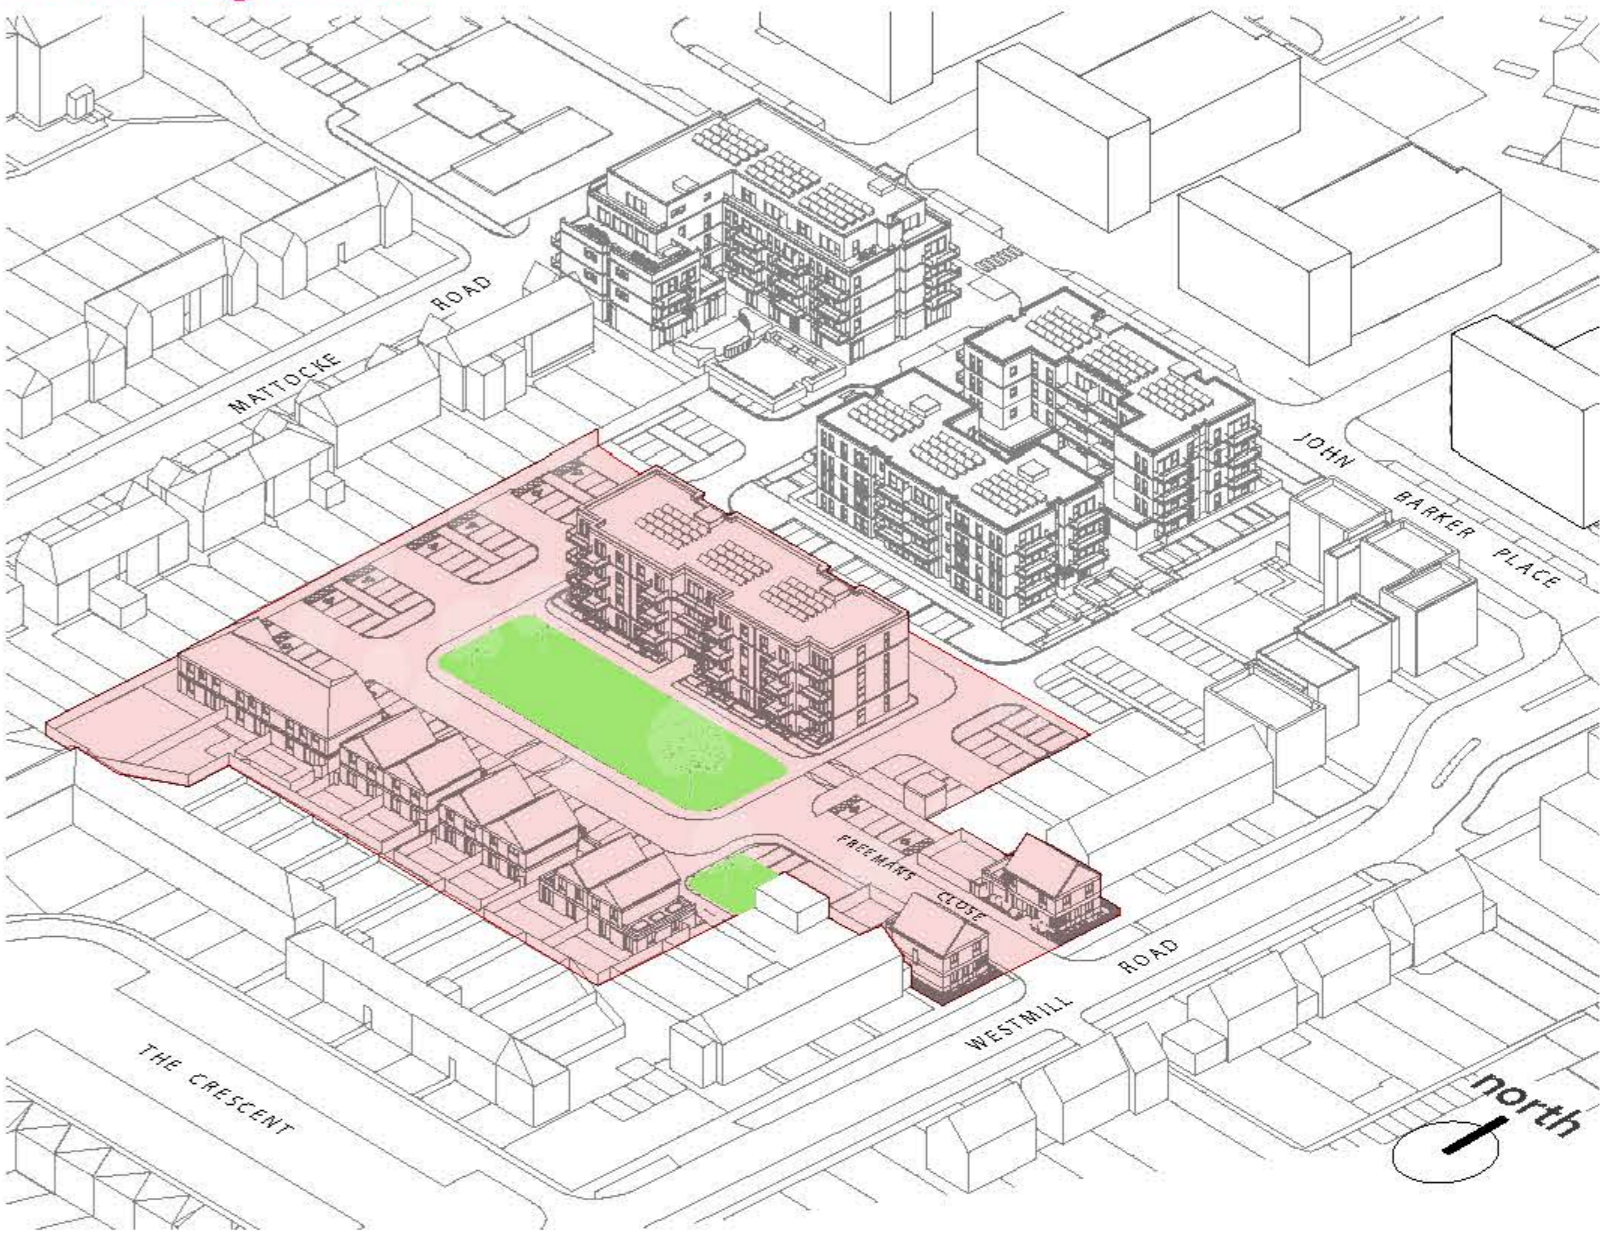 MATTOCKE ROAD
JOHN BARKER PLACE
FREEMANS CLOSE
WESTMILL ROAD
THE CRESCENT
north